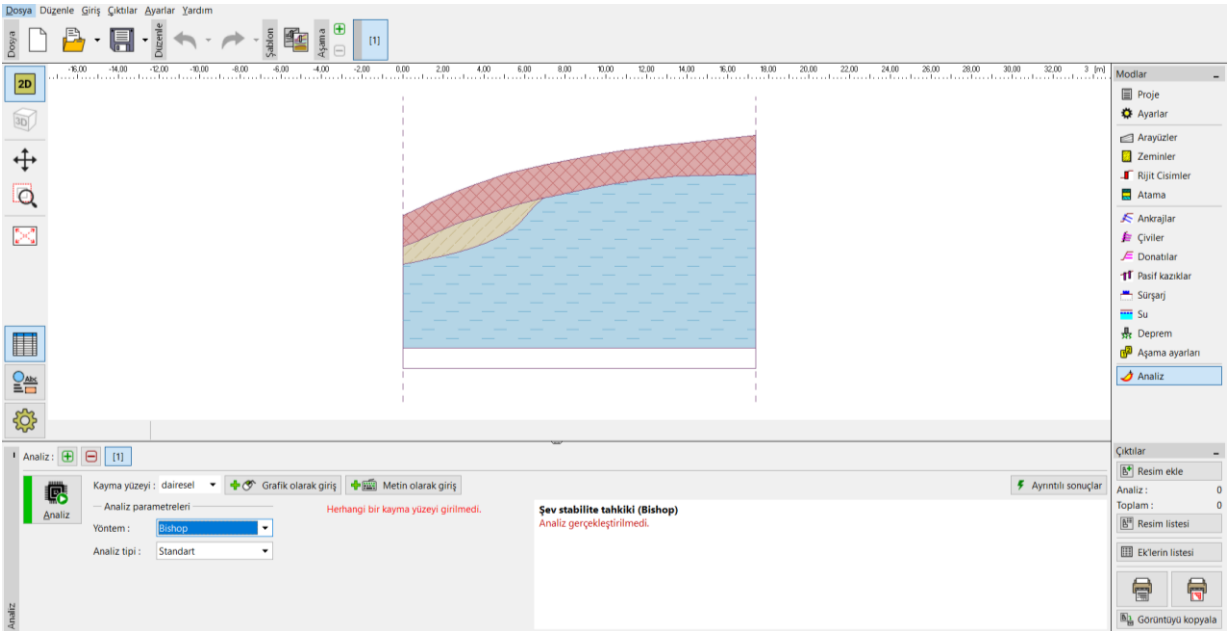 Dosya Düzenle Giriş Çıktılar Ayarlar Yardım
Dosya
Düzenle
Şablon
Aşama
[1]
-16,00 -14,00 -12,00 -10,00 -8,00 -6,00 -4,00 -2,00 0,00 2,00 4,00 6,00 8,00 10,00 12,00 14,00 16,00 18,00 20,00 22,00 24,00 26,00 28,00 30,00 32,00 3 [m]
2D
3D
Abc
Modlar
Proje
Ayarlar
Arayüzler
Zeminler
Rijit Cisimler
Atama
Ankrajlar
Çiviler
Donatılar
Pasif kazıklar
Sürşarj
Su
Deprem
Aşama ayarları
Analiz
Analiz : [1]
Analiz
Kayma yüzeyi : dairesel Grafik olarak giriş Metin olarak giriş
Analiz parametreleri
Herhangi bir kayma yüzeyi girilmedi.
Yöntem : Bishop
Analiz tipi : Standart
Ayrıntılı sonuçlar
Şev stabilite tahkiki (Bishop)
Analiz gerçekleştirilmedi.
Analiz
Çıktılar
Resim ekle
Analiz : 0
Toplam : 0
Resim listesi
Ek'lerin listesi
Görüntüyü kopyala